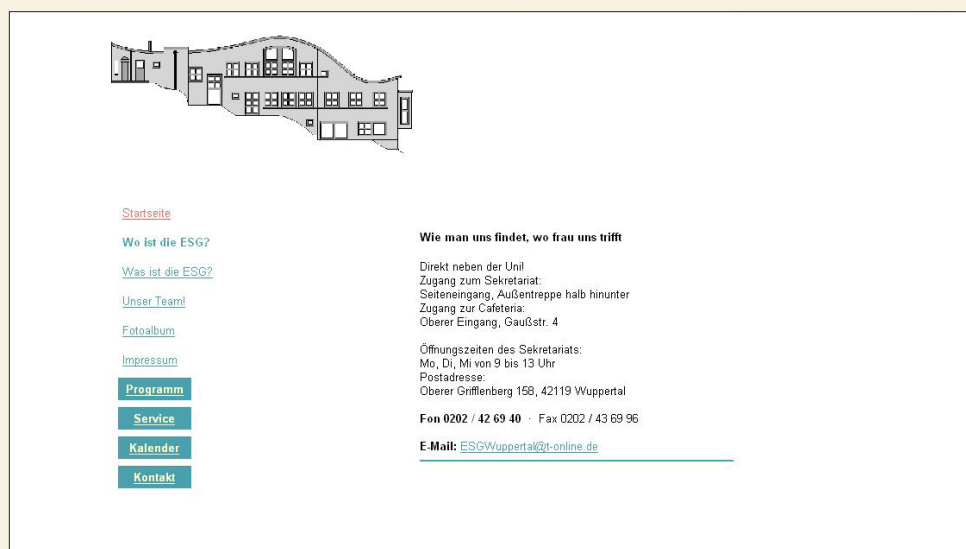 Startseite
Wo ist die ESG?
Was ist die ESG?
Unser Team!
Fotoalbum
Impressum
Programm
Service
Kalender
Kontakt
Wie man uns findet, wo frau uns trifft
Direkt neben der Uni!
Zugang zum Sekretariat:
Seiteneingang, Außentreppe halb hinunter
Zugang zur Cafeteria:
Oberer Eingang, Gaußstr. 4
Öffnungszeiten des Sekretariats:
Mo, Di, Mi von 9 bis 13 Uhr
Postadresse:
Oberer Grifflenberg 158, 42119 Wuppertal
Fon 0202 / 42 69 40 · Fax 0202 / 43 69 96
E-Mail: ESGWuppertal@t-online.de